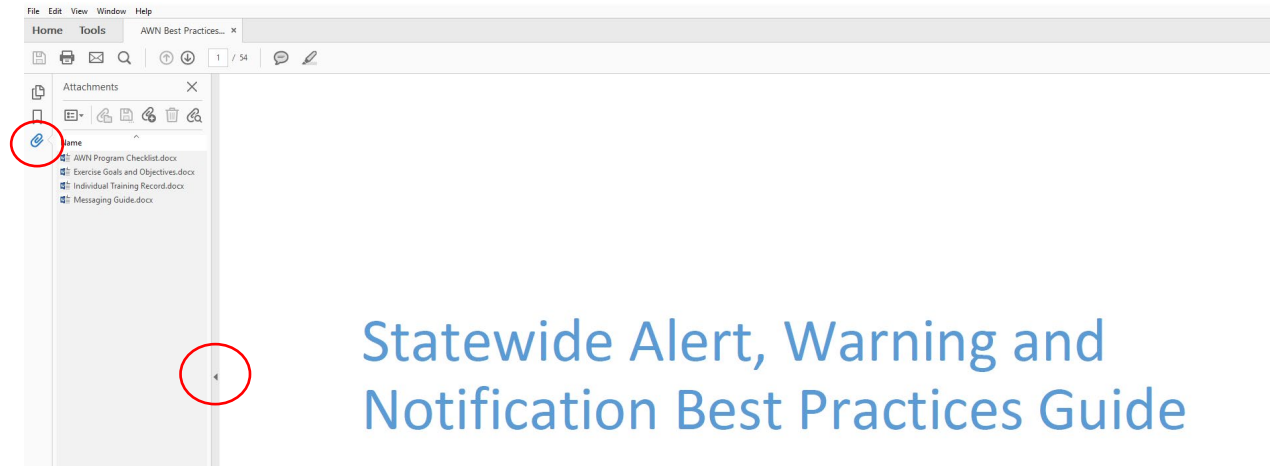 File Edit View Window Help
Home Tools AWN Best Practices... ×
1 / 54
Attachments
Name
AWN Program Checklist.docx
Exercise Goals and Objectives.docx
Individual Training Record.docx
Messaging Guide.docx
Statewide Alert, Warning and
Notification Best Practices Guide